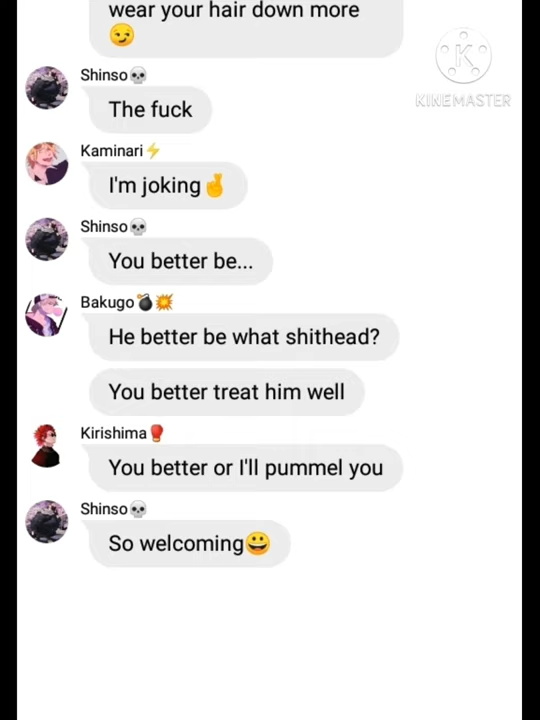 wear your hair down more
😏
K
KINEMASTER
Shinso💀
The fuck
Kaminari⚡
I'm joking🤞
Shinso💀
You better be...
Bakugo💣💥
He better be what shithead?
You better treat him well
Kirishima🥊
You better or I'll pummel you
Shinso💀
So welcoming😀